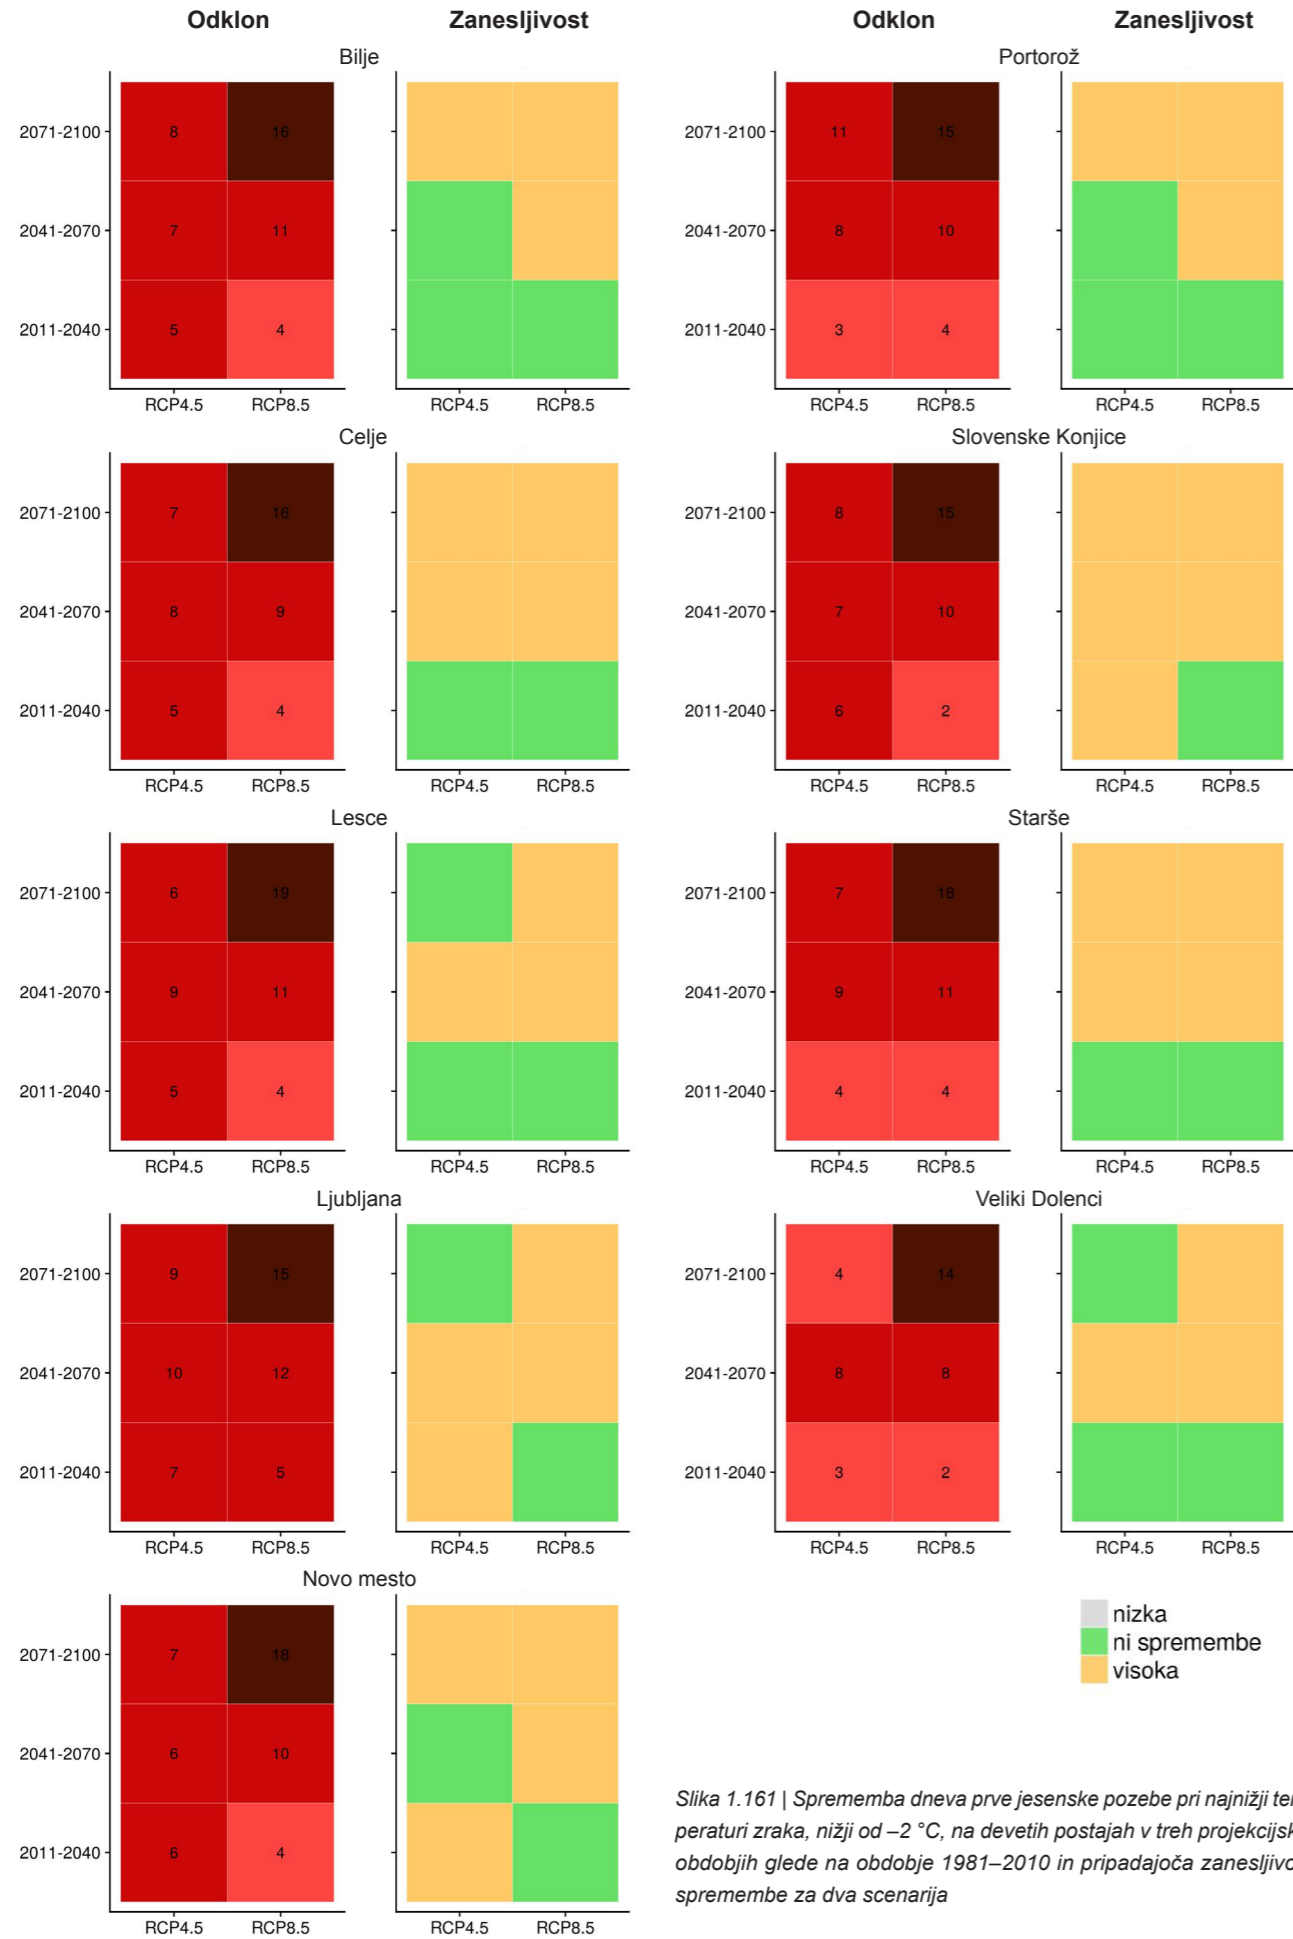 Odklon Zanesljivost Odklon Zanesljivost
Bilje
2071-2100 8 16
2041-2070 7 11
2011-2040 5 4
RCP4.5 RCP8.5 RCP4.5 RCP8.5
Portorož
2071-2100 11 15
2041-2070 8 10
2011-2040 3 4
RCP4.5 RCP8.5 RCP4.5 RCP8.5
Celje
2071-2100 7 16
2041-2070 8 9
2011-2040 5 4
RCP4.5 RCP8.5 RCP4.5 RCP8.5
Slovenske Konjice
2071-2100 8 15
2041-2070 7 10
2011-2040 6 2
RCP4.5 RCP8.5 RCP4.5 RCP8.5
Lesce
2071-2100 6 19
2041-2070 9 11
2011-2040 5 4
RCP4.5 RCP8.5 RCP4.5 RCP8.5
Starše
2071-2100 7 18
2041-2070 9 11
2011-2040 4 4
RCP4.5 RCP8.5 RCP4.5 RCP8.5
Ljubljana
2071-2100 9 15
2041-2070 10 12
2011-2040 7 5
RCP4.5 RCP8.5 RCP4.5 RCP8.5
Veliki Dolenci
2071-2100 4 14
2041-2070 8 8
2011-2040 3 2
RCP4.5 RCP8.5 RCP4.5 RCP8.5
Novo mesto
2071-2100 7 18
2041-2070 6 10
2011-2040 6 4
RCP4.5 RCP8.5 RCP4.5 RCP8.5
nizka
ni spremembe
visoka
Slika 1.161 | Sprememba dneva prve jesenske pozebe pri najnižji
peraturi zraka, nižji od –2 °C, na devetih postajah v treh
obdobjih glede na obdobje 1981–2010 in pripadajoča
spremembe za dva scenarija